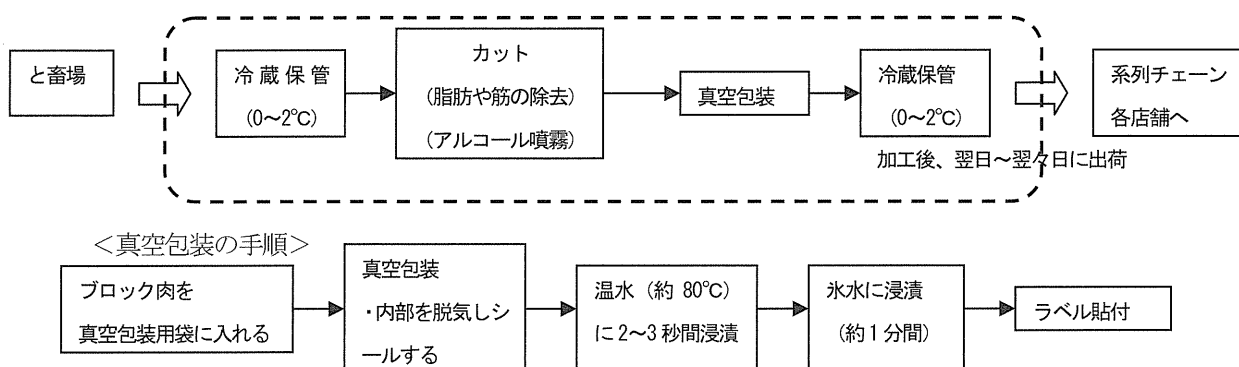 と畜場
冷蔵保管
(0～2℃)
カット
(脂肪や筋の除去)
(アルコール噴霧)
真空包装
冷蔵保管
(0～2℃)
系列チェーン
各店舗へ
加工後、翌日～翌々日に出荷
＜真空包装の手順＞
ブロック肉を
真空包装用袋に入れる
真空包装
・内部を脱気しシ
ールする
温水（約 80℃）
に2～3秒間浸漬
氷水に浸漬
(約1分間)
ラベル貼付